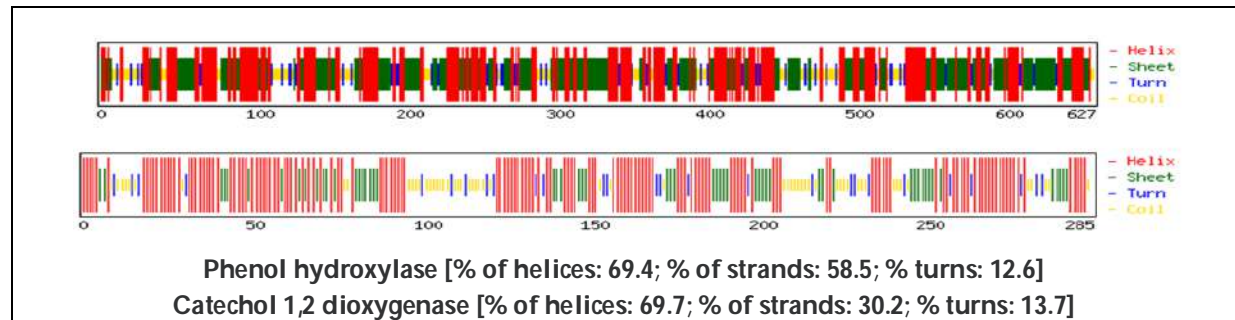 - Helix
- Sheet
- Turn
- Coil
0 100 200 300 400 500 600 627
- Helix
- Sheet
- Turn
- Coil
0 50 100 150 200 250 285
Phenol hydroxylase [% of helices: 69.4; % of strands: 58.5; % turns: 12.6]
Catechol 1,2 dioxygenase [% of helices: 69.7; % of strands: 30.2; % turns: 13.7]